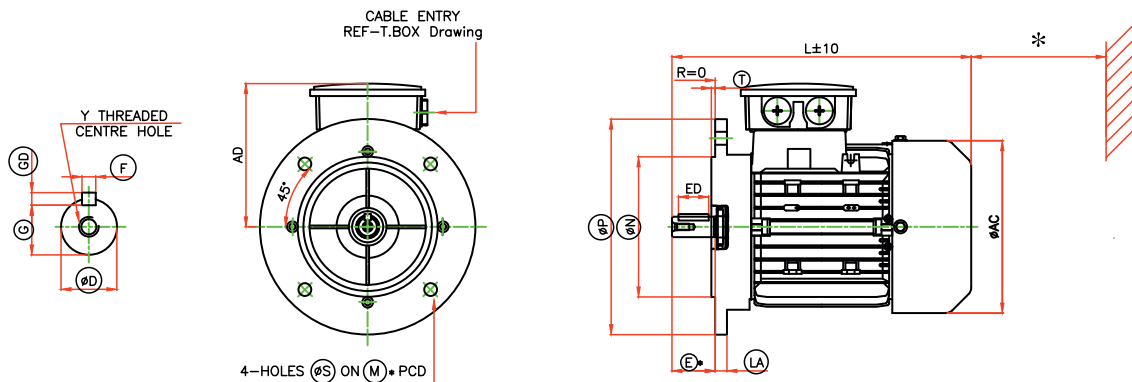 CABLE ENTRY
REF-T.BOX Drawing
Y THREADED
CENTRE HOLE
GD
F
G
øD
AD
45°
4-HOLES øS ON M* PCD
L±10
*
R=0
T
ED
øP
øN
øAC
E*
LA